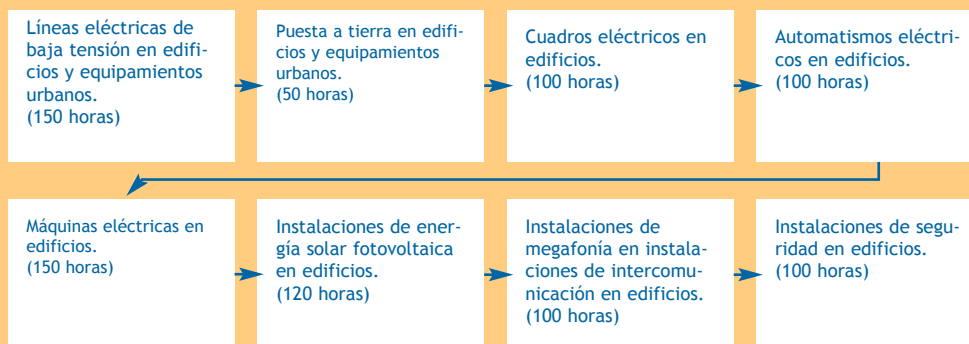 Líneas eléctricas de
baja tensión en edifi-
cios y equipamientos
urbanos.
(150 horas)
Puesta a tierra en edifi-
cios y equipamientos
urbanos.
(50 horas)
Cuadros eléctricos en
edificios.
(100 horas)
Automatismos eléctri-
cos en edificios.
(100 horas)
Máquinas eléctricas en
edificios.
(150 horas)
Instalaciones de ener-
gía solar fotovoltaica
en edificios.
(120 horas)
Instalaciones de
megafonía en instala-
ciones de intercomu-
nicación en edificios.
(100 horas)
Instalaciones de segu-
ridad en edificios.
(100 horas)